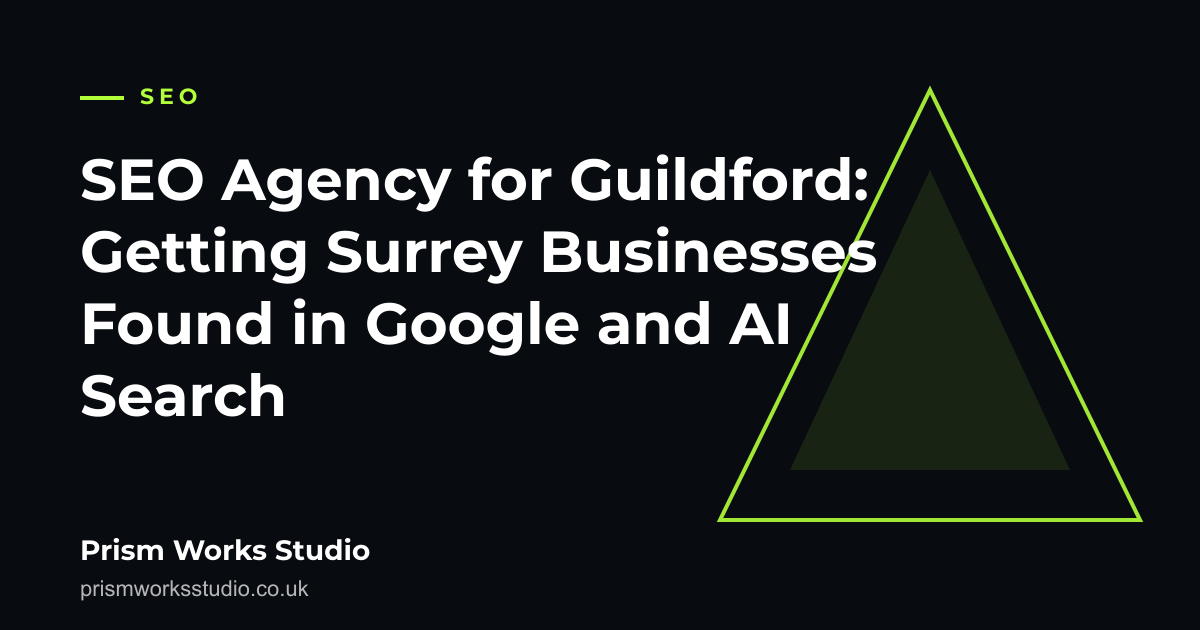 SEO
SEO Agency for Guildford:
Getting Surrey Businesses
Found in Google and AI
Search
Prism Works Studio
prismworksstudio.co.uk